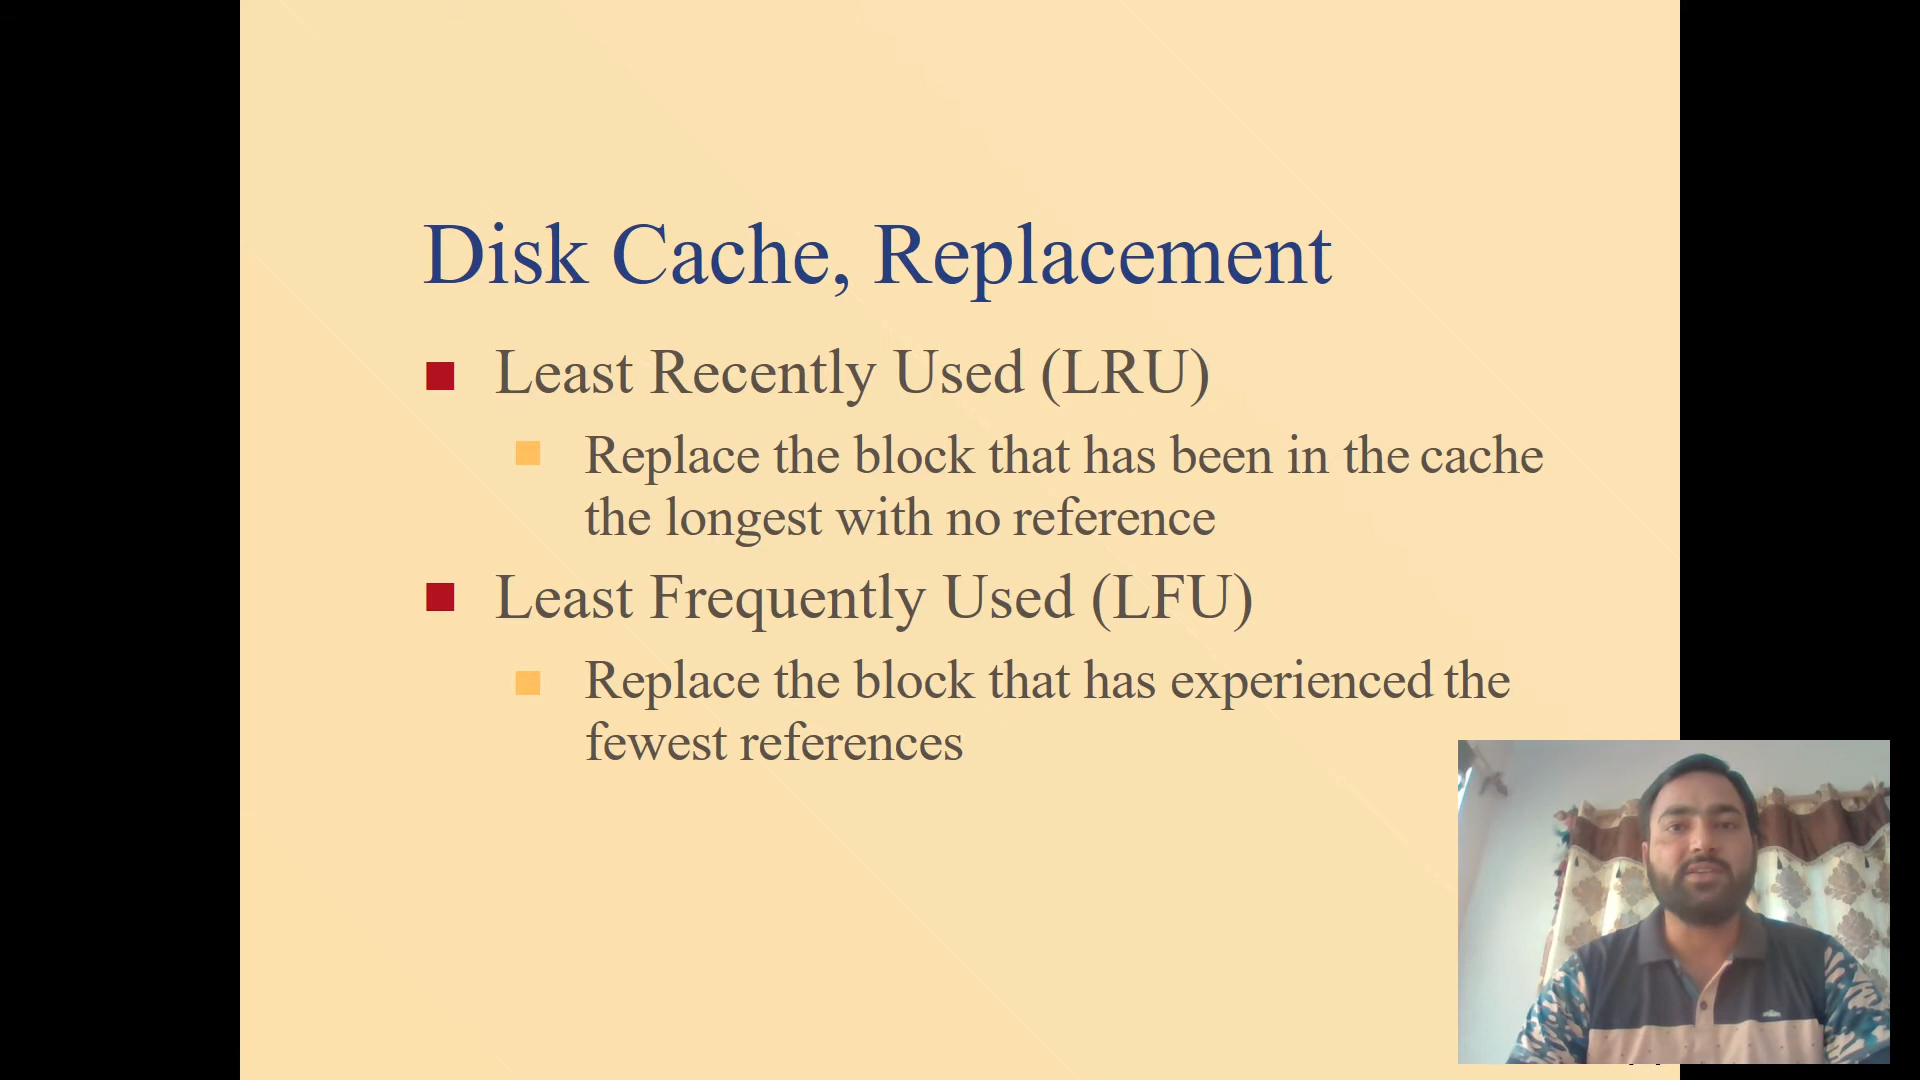 Disk Cache, Replacement
Least Recently Used (LRU)
Replace the block that has been in the cache
the longest with no reference
Least Frequently Used (LFU)
Replace the block that has experienced the
fewest references